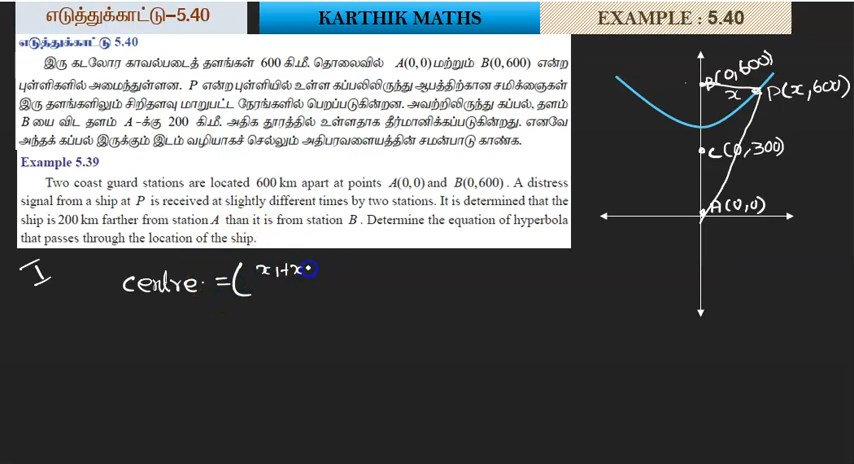 எடுத்துக்காட்டு–5.40
KARTHIK MATHS
EXAMPLE : 5.40
எடுத்துக்காட்டு 5.40
இரு கடலோர காவல்படைத் தளங்கள் 600 கி.மீ. தொலைவில் A(0,0) மற்றும் B(0,600) என்ற
புள்ளிகளில் அமைந்துள்ளன. P என்ற புள்ளியில் உள்ள கப்பலிலிருந்து ஆபத்திற்கான சமிக்ஞைகள்
இரு தளங்களிலும் சிறிதளவு மாறுபட்ட நேரங்களில் பெறப்படுகின்றன. அவற்றிலிருந்து கப்பல், தளம்
B யை விட தளம் A-க்கு 200 கி.மீ. அதிக தூரத்தில் உள்ளதாக தீர்மானிக்கப்படுகின்றது. எனவே
அந்தக் கப்பல் இருக்கும் இடம் வழியாகச் செல்லும் அதிபரவளையத்தின் சமன்பாடு காண்க.
Example 5.39
Two coast guard stations are located 600 km apart at points A(0,0) and B(0,600). A distress
signal from a ship at P is received at slightly different times by two stations. It is determined that the
ship is 200 km farther from station A than it is from station B. Determine the equation of hyperbola
that passes through the location of the ship.
I centre = ( x1+x
B(0,600)
x P(x,600)
C(0,300)
A(0,0)